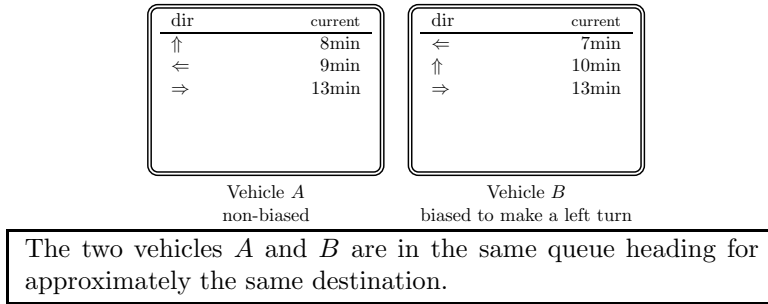 dir current
⇑ 8min
⇐ 9min
⇒ 13min
dir current
⇐ 7min
⇑ 10min
⇒ 13min
Vehicle A
non-biased
Vehicle B
biased to make a left turn
The two vehicles A and B are in the same queue heading for
approximately the same destination.